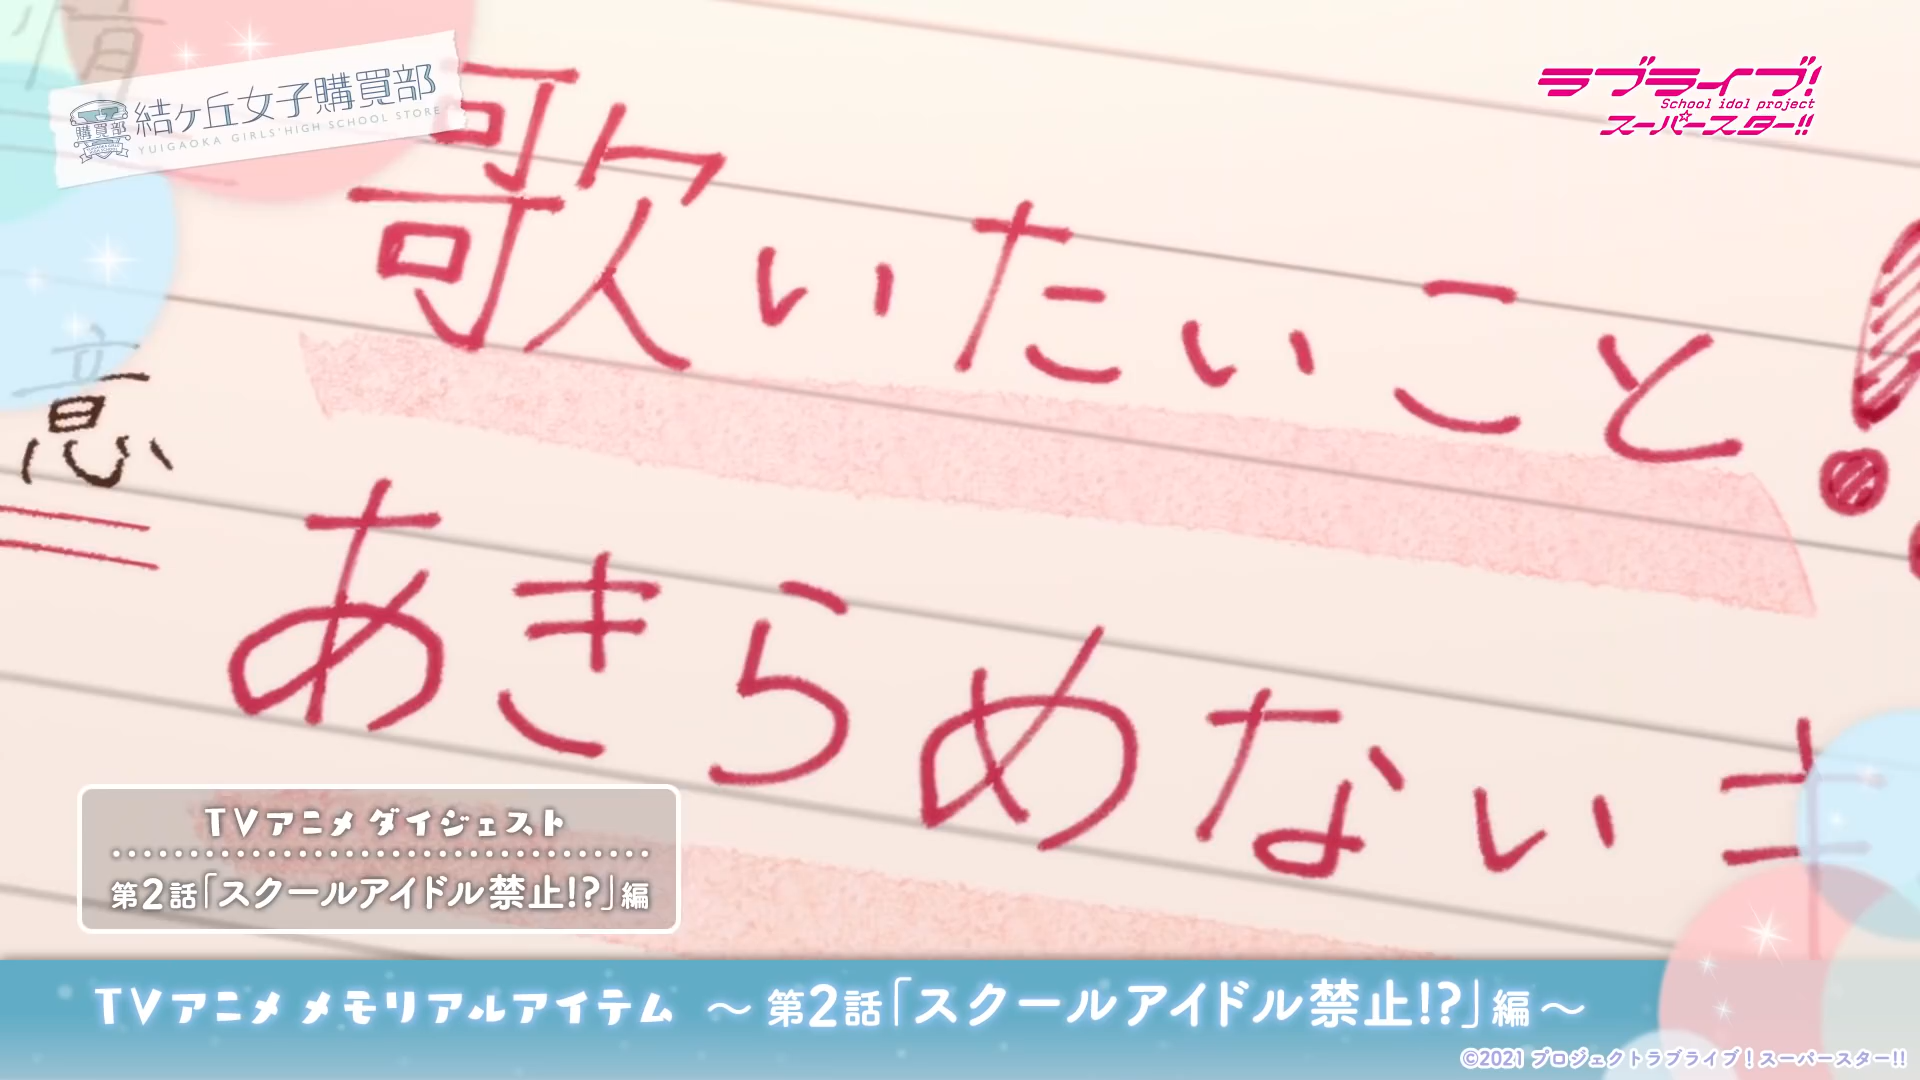 結ヶ丘女子購買部
YUIGAOKA GIRLS' HIGH SCHOOL STORE
購買部
ラブライブ!
School idol project
スーパースター!!
歌いたいこと!
あきらめない
TVアニメ ダイジェスト
第2話「スクールアイドル禁止!?」編
TVアニメ メモリアルアイテム ～ 第2話「スクールアイドル禁止!?」編 ～
©2021 プロジェクトラブライブ!スーパースター!!